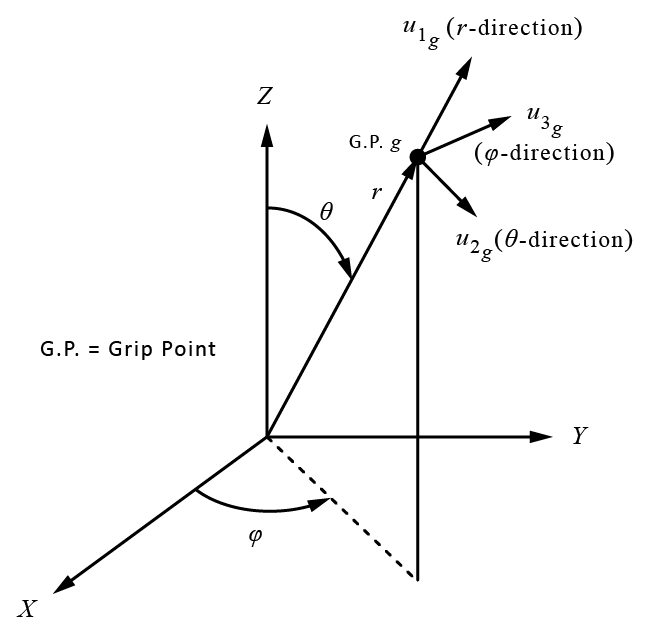 u1g (r-direction)
Z
G.P. g
u3g
(φ-direction)
r
θ
u2g (θ-direction)
G.P. = Grip Point
Y
φ
X